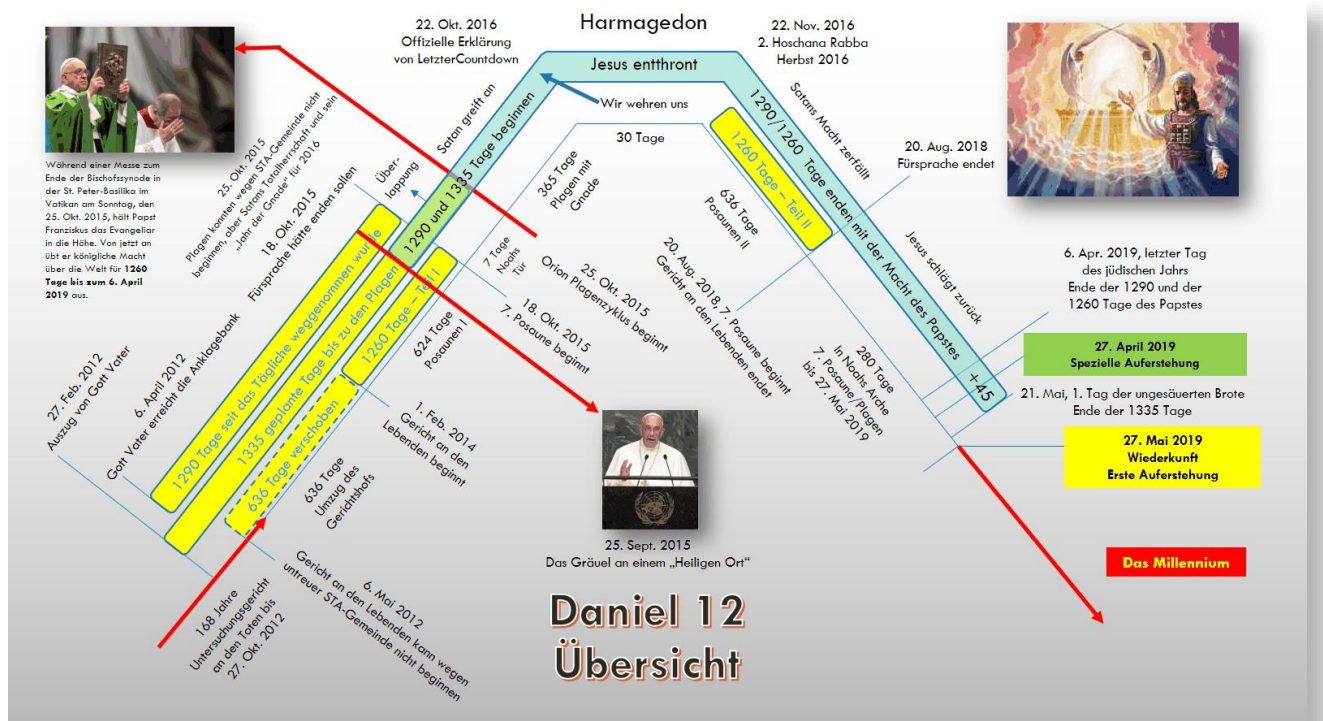 22. Okt. 2016
Offizielle Erklärung
von LetzterCountdown
Harmagedon
22. Nov. 2016
2. Hoschana Rabba
Herbst 2016
Jesus entthront
Wir wehren uns
30 Tage
Satan greift an
1290 und 1335 Tage beginnen
Über-
lappung
365 Tage
Plagen mit
Gnade
Satans Macht zerfällt
1290/1260 Tage enden mit der Macht des Papstes
+45
Jesus schlägt zurück
1260 Tage – Teil II
636 Tage
Posaunen II
20. Aug. 2018
Fürsprache endet
Während einer Messe zum
Ende der Bischofssynode in
der St. Peter-Basilika im
Vatikan am Sonntag, den
25. Okt. 2015, hält Papst
Franziskus das Evangeliar
in die Höhe. Von jetzt an
übt er königliche Macht
über die Welt für 1260
Tage bis zum 6. April
2019 aus.
25. Okt. 2015
Plagen konnten wegen STA-Gemeinde nicht
beginnen, aber Satans Totalherrschaft und sein
„Jahr der Gnade“ für 2016
18. Okt. 2015
Fürsprache hätte enden sollen
27. Feb. 2012
Auszug von Gott Vater
6. April 2012
Gott Vater erreicht die Anklagebank
1290 Tage seit das Tägliche weggenommen wurde
1335 geplante Tage bis zu den Plagen
636 Tage verschoben
1260 Tage – Teil I
624 Tage
Posaunen I
7 Tage
Noahs
Tür
25. Okt. 2015
Orion Plagenzyklus beginnt
18. Okt. 2015
7. Posaune beginnt
1. Feb. 2014
Gericht an den
Lebenden beginnt
636 Tage
Umzug des
Gerichtshofs
6. Mai 2012
Gericht an den Lebenden kann wegen
untreuer STA-Gemeinde nicht beginnen
168 Jahre
Untersuchungsgericht
an den Toten bis
27. Okt. 2012
20. Aug. 2018, 7. Posaune beginnt
Gericht an den Lebenden endet
280 Tage
In Noahs Arche
7. Posaune/Plagen
bis 27. Mai 2019
6. Apr. 2019, letzter Tag
des jüdischen Jahrs
Ende der 1290 und der
1260 Tage des Papstes
27. April 2019
Spezielle Auferstehung
21. Mai, 1. Tag der ungesäuerten Brote
Ende der 1335 Tage
27. Mai 2019
Wiederkunft
Erste Auferstehung
Das Millennium
25. Sept. 2015
Das Gräuel an einem „Heiligen Ort“
Daniel 12
Übersicht